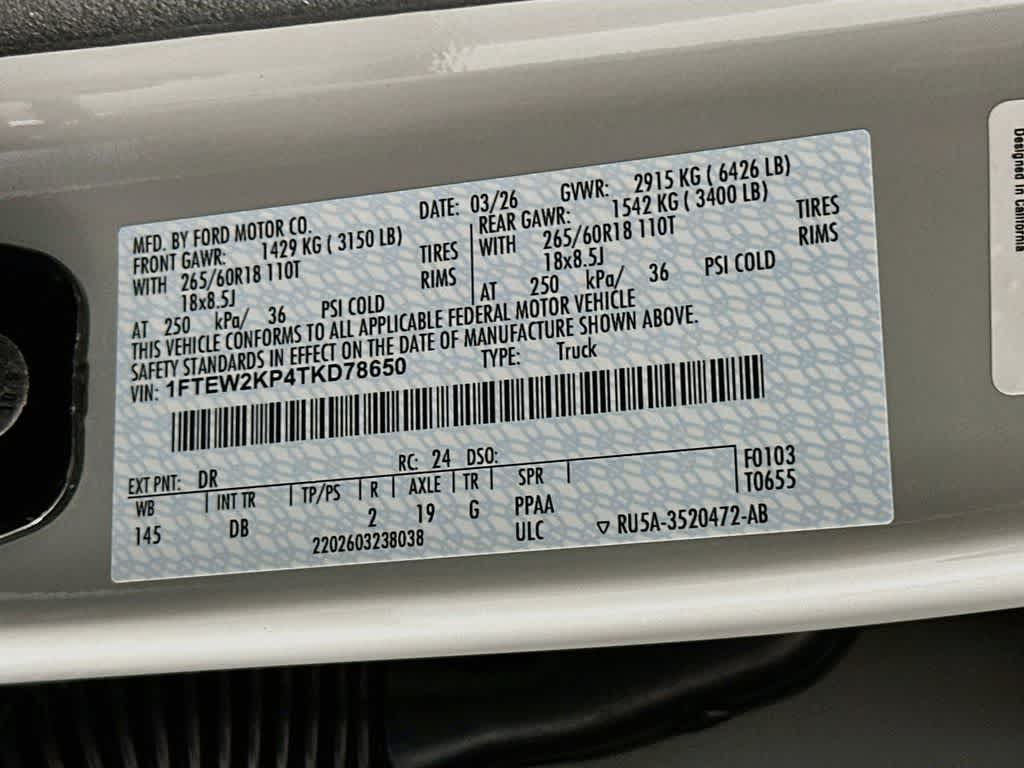 MFD. BY FORD MOTOR CO.
DATE: 03/26 GVWR: 2915 KG ( 6426 LB)
FRONT GAWR: 1429 KG ( 3150 LB)
WITH 265/60R18 110T TIRES
18x8.5J RIMS
AT 250 kPa/ 36 PSI COLD
REAR GAWR: 1542 KG ( 3400 LB)
WITH 265/60R18 110T TIRES
18x8.5J RIMS
AT 250 kPa/ 36 PSI COLD
THIS VEHICLE CONFORMS TO ALL APPLICABLE FEDERAL MOTOR VEHICLE
SAFETY STANDARDS IN EFFECT ON THE DATE OF MANUFACTURE SHOWN ABOVE.
VIN: 1FTEW2KP4TKD78650 TYPE: Truck
EXT PNT: DR RC: 24 DSO: F0103
WB INT TR TP/PS R AXLE TR SPR T0655
145 DB 2 19 G PPAA
2202603238038 ULC RU5A-3520472-AB
Designed in California